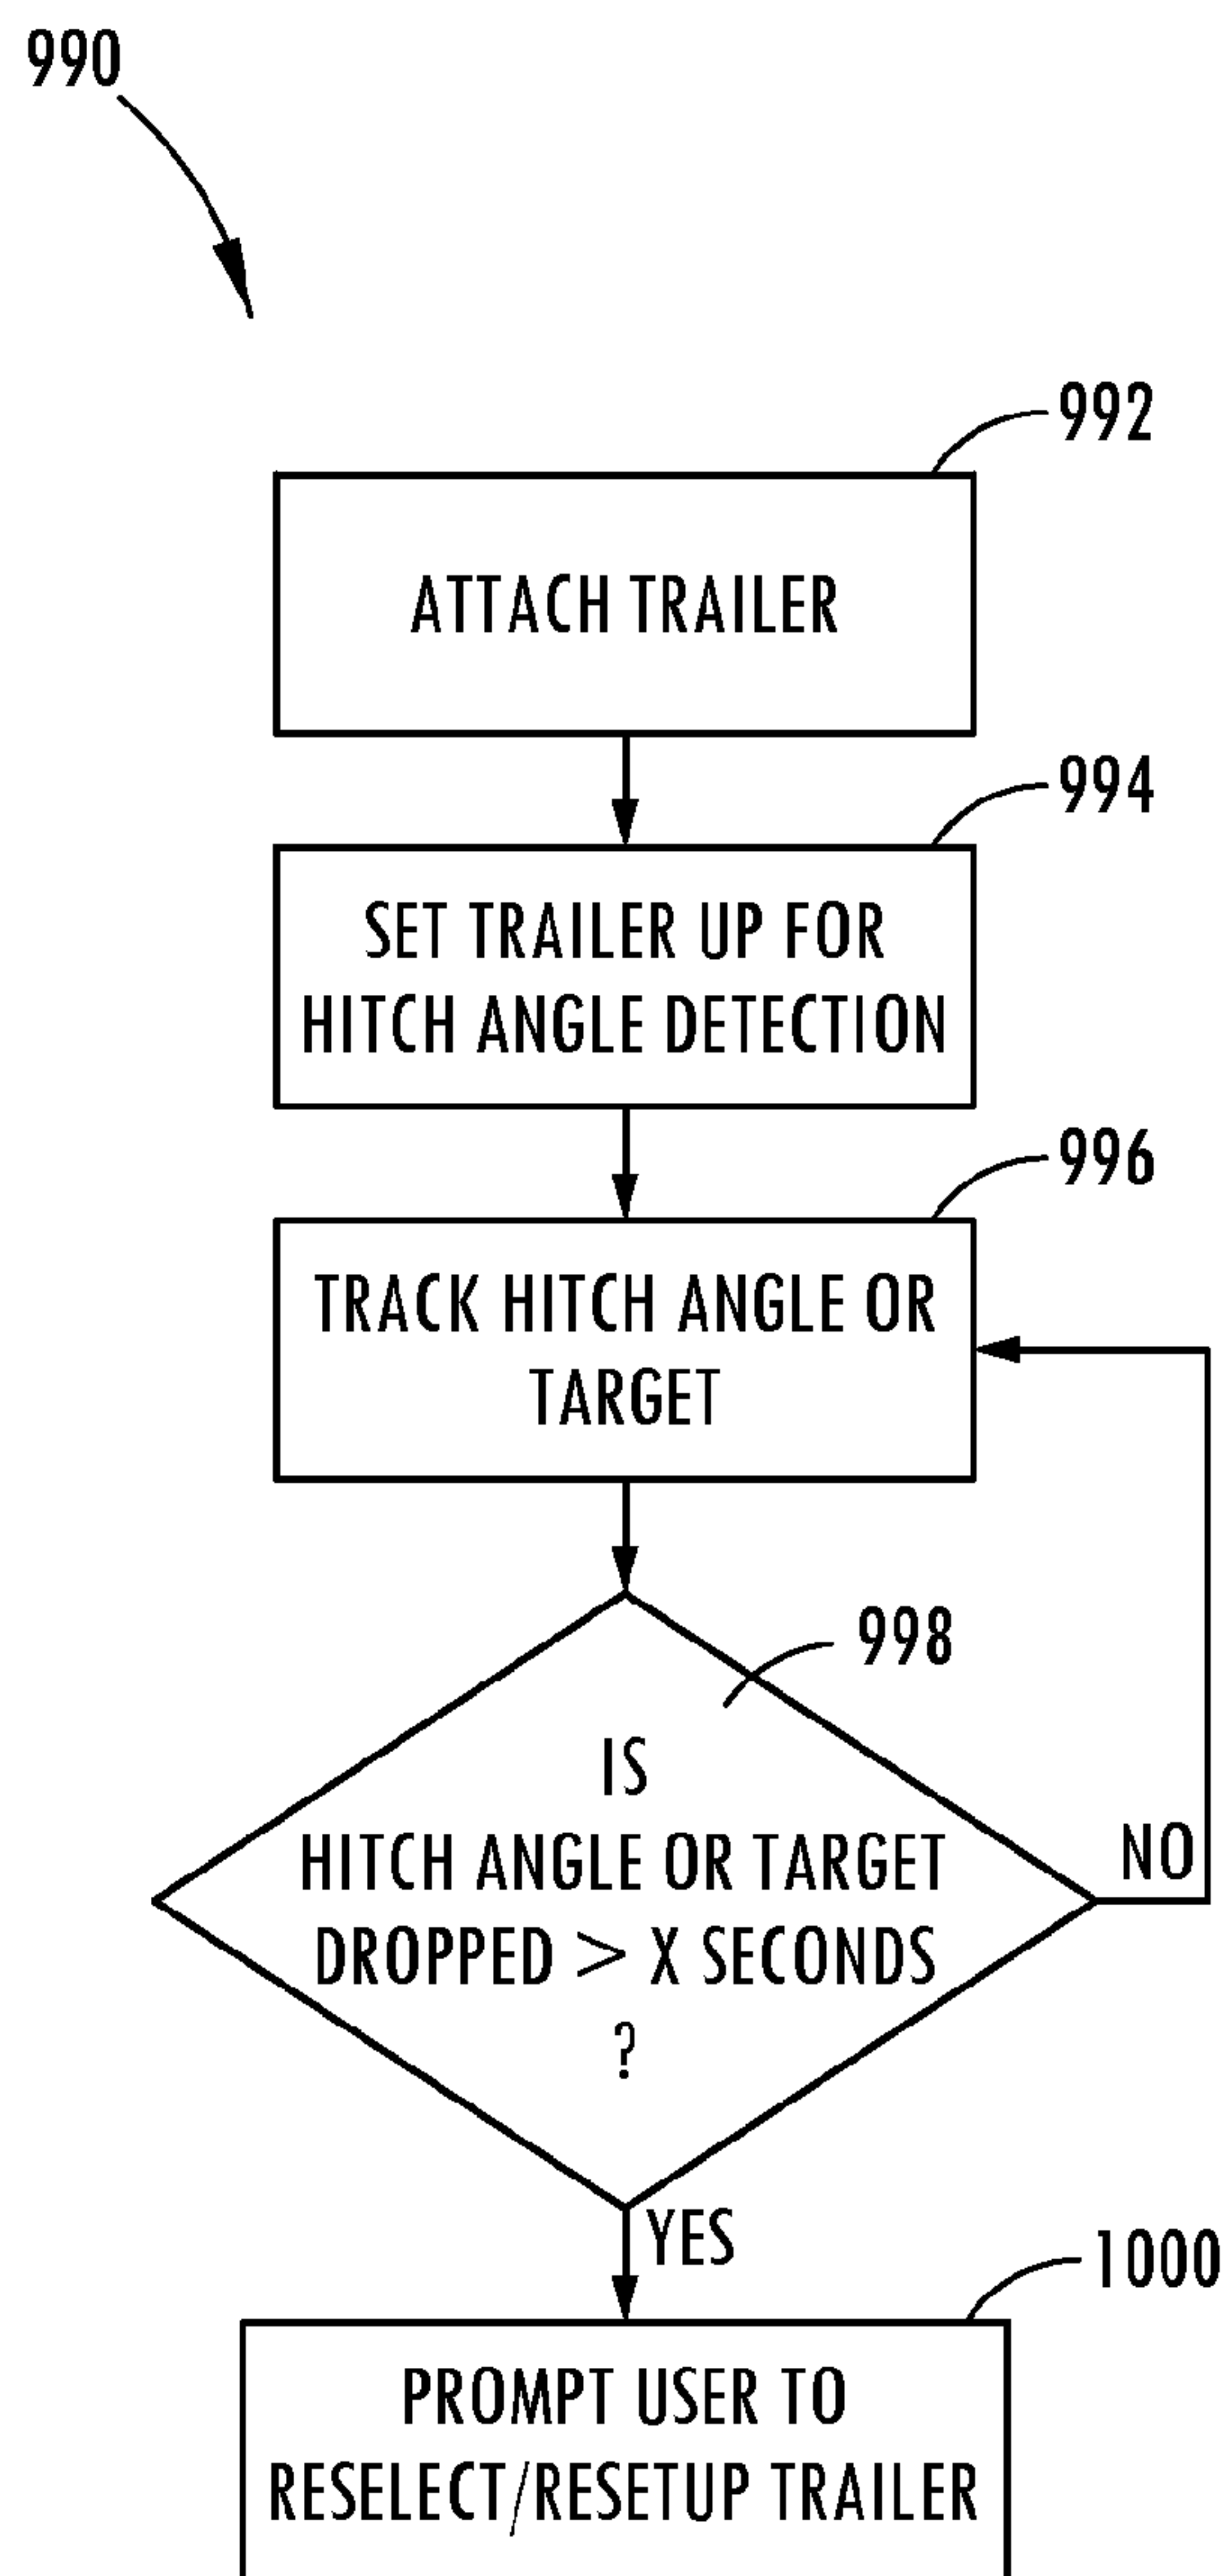 990
992
ATTACH TRAILER
994
SET TRAILER UP FOR
HITCH ANGLE DETECTION
996
TRACK HITCH ANGLE OR
TARGET
998
IS
HITCH ANGLE OR TARGET
DROPPED > X SECONDS
?
NO
YES
1000
PROMPT USER TO
RESELECT/RESETUP TRAILER